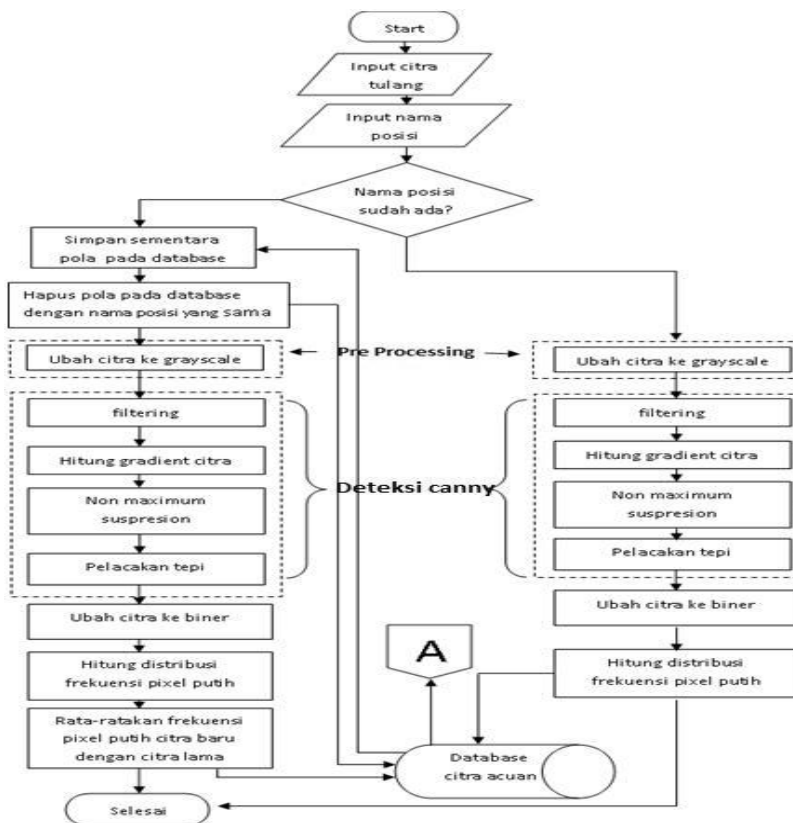 Start
Input citra
tulang
Input nama
posisi
Nama posisi
sudah ada?
Simpan sementara
pola pada database
Hapus pola pada database
dengan nama posisi yang sama
Ubah citra ke grayscale
Pre Processing
Ubah citra ke grayscale
filtering
Hitung gradient citra
Non maximum
suspresion
Pelacakan tepi
Deteksi canny
filtering
Hitung gradient citra
Non maximum
suspresion
Pelacakan tepi
Ubah citra ke biner
Hitung distribusi
frekuensi pixel putih
Rata-ratakan frekuensi
pixel putih citra baru
dengan citra lama
Selesai
A
Database
citra acuan
Ubah citra ke biner
Hitung distribusi
frekuensi pixel putih